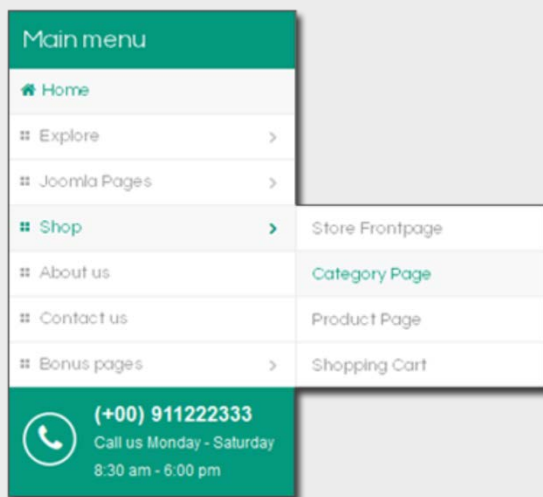 Main menu
Home
Explore
Joomla Pages
Shop
About us
Contact us
Bonus pages
Store Frontpage
Category Page
Product Page
Shopping Cart
(+00) 911222333
Call us Monday - Saturday
8:30 am - 6:00 pm